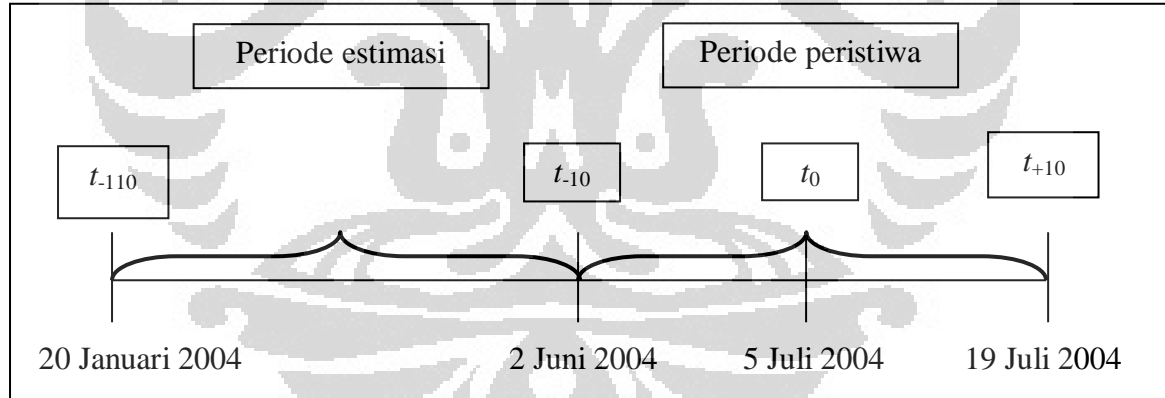 Periode estimasi
Periode peristiwa
t-110
t-10
t0
t+10
20 Januari 2004
2 Juni 2004
5 Juli 2004
19 Juli 2004